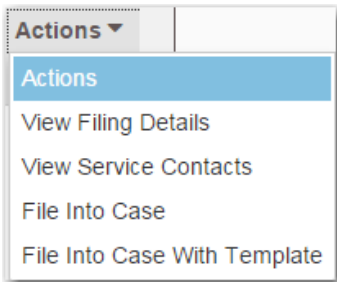 Actions ▼
Actions
View Filing Details
View Service Contacts
File Into Case
File Into Case With Template